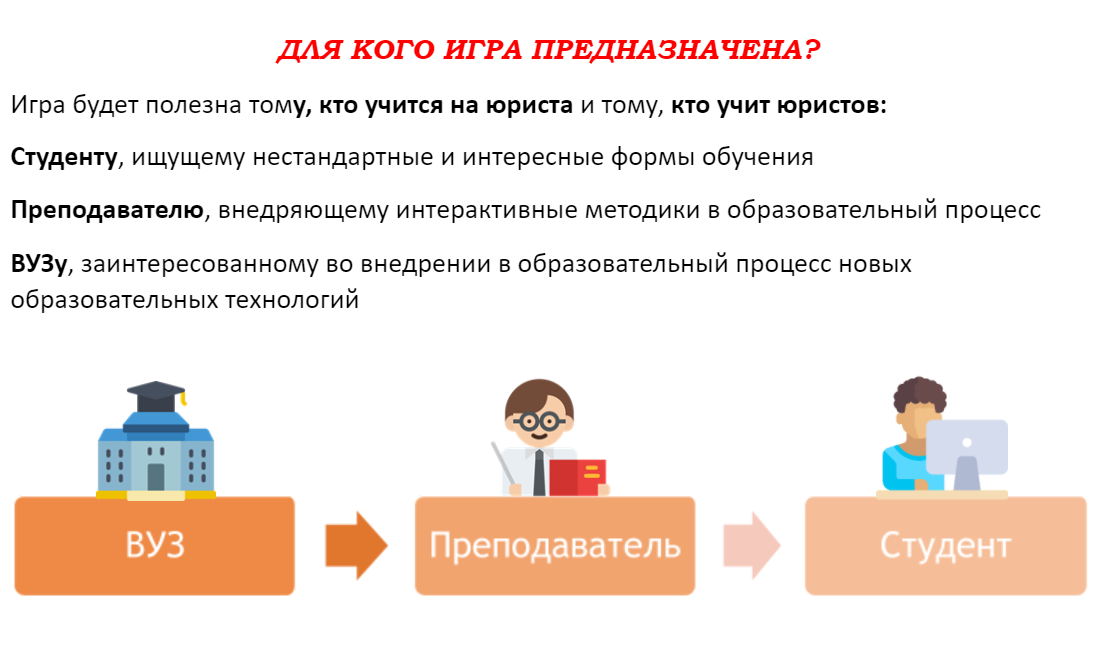 ДЛЯ КОГО ИГРА ПРЕДНАЗНАЧЕНА?
Игра будет полезна тому, кто учится на юриста и тому, кто учит юристов:
Студенту, ищущему нестандартные и интересные формы обучения
Преподавателю, внедряющему интерактивные методики в образовательный процесс
ВУЗу, заинтересованному во внедрении в образовательный процесс новых
образовательных технологий
ВУЗ
Преподаватель
Студент